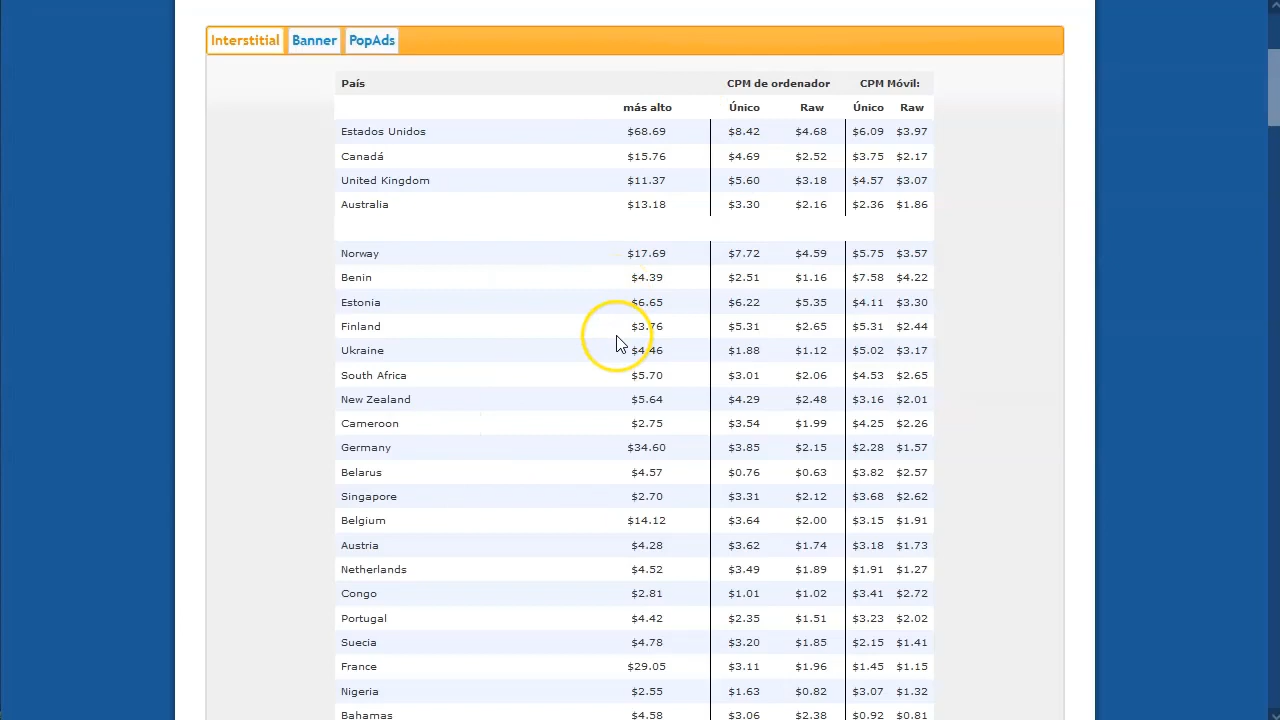 Interstitial Banner PopAds
País CPM de ordenador CPM Móvil:
más alto Único Raw Único Raw
Estados Unidos $68.69 $8.42 $4.68 $6.09 $3.97
Canadá $15.76 $4.69 $2.52 $3.75 $2.17
United Kingdom $11.37 $5.60 $3.18 $4.57 $3.07
Australia $13.18 $3.30 $2.16 $2.36 $1.86
Norway $17.69 $7.72 $4.59 $5.75 $3.57
Benin $4.39 $2.51 $1.16 $7.58 $4.22
Estonia $6.65 $6.22 $5.35 $4.11 $3.30
Finland $3.76 $5.31 $2.65 $5.31 $2.44
Ukraine $4.46 $1.88 $1.12 $5.02 $3.17
South Africa $5.70 $3.01 $2.06 $4.53 $2.65
New Zealand $5.64 $4.29 $2.48 $3.16 $2.01
Cameroon $2.75 $3.54 $1.99 $4.25 $2.26
Germany $34.60 $3.85 $2.15 $2.28 $1.57
Belarus $4.57 $0.76 $0.63 $3.82 $2.57
Singapore $2.70 $3.31 $2.12 $3.68 $2.62
Belgium $14.12 $3.64 $2.00 $3.15 $1.91
Austria $4.28 $3.62 $1.74 $3.18 $1.73
Netherlands $4.52 $3.49 $1.89 $1.91 $1.27
Congo $2.81 $1.01 $1.02 $3.41 $2.72
Portugal $4.42 $2.35 $1.51 $3.23 $2.02
Suecia $4.78 $3.20 $1.85 $2.15 $1.41
France $29.05 $3.11 $1.96 $1.45 $1.15
Nigeria $2.55 $1.63 $0.82 $3.07 $1.32
Bahamas $4.58 $3.06 $2.38 $0.92 $0.81